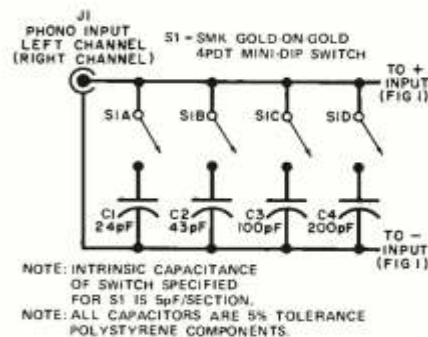 J1
PHONO INPUT
LEFT CHANNEL
(RIGHT CHANNEL)
S1 - SMK GOLD-ON-GOLD
4PDT MINI-DIP SWITCH
TO +
INPUT
(FIG 1)
S1A
S1B
S1C
S1D
C1
24pF
C2
43pF
C3
100pF
C4
200pF
TO -
INPUT
(FIG 1)
NOTE: INTRINSIC CAPACITANCE
OF SWITCH SPECIFIED
FOR S1 IS 5pF/SECTION.
NOTE: ALL CAPACITORS ARE 5% TOLERANCE
POLYSTYRENE COMPONENTS.